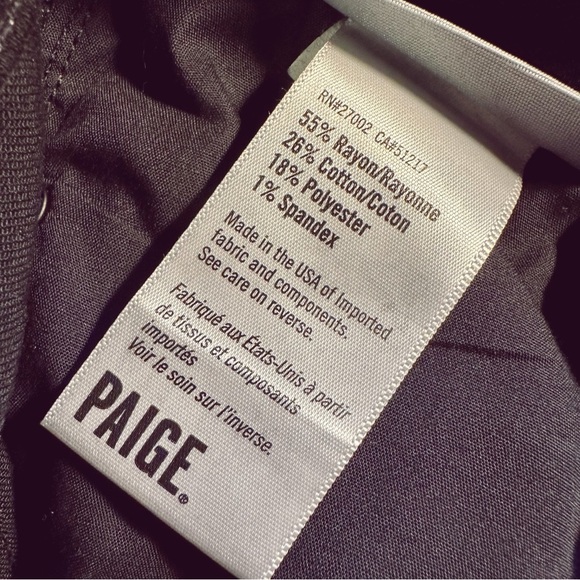 RN#27002 CA#51217
55% Rayon/Rayonne
26% Cotton/Coton
18% Polyester
1% Spandex
Made in the USA of Imported
fabric and components.
See care on reverse.
Fabriqué aux États-Unis à partir
de tissus et composants
importés
Voir le soin sur l'inverse.
PAIGE®